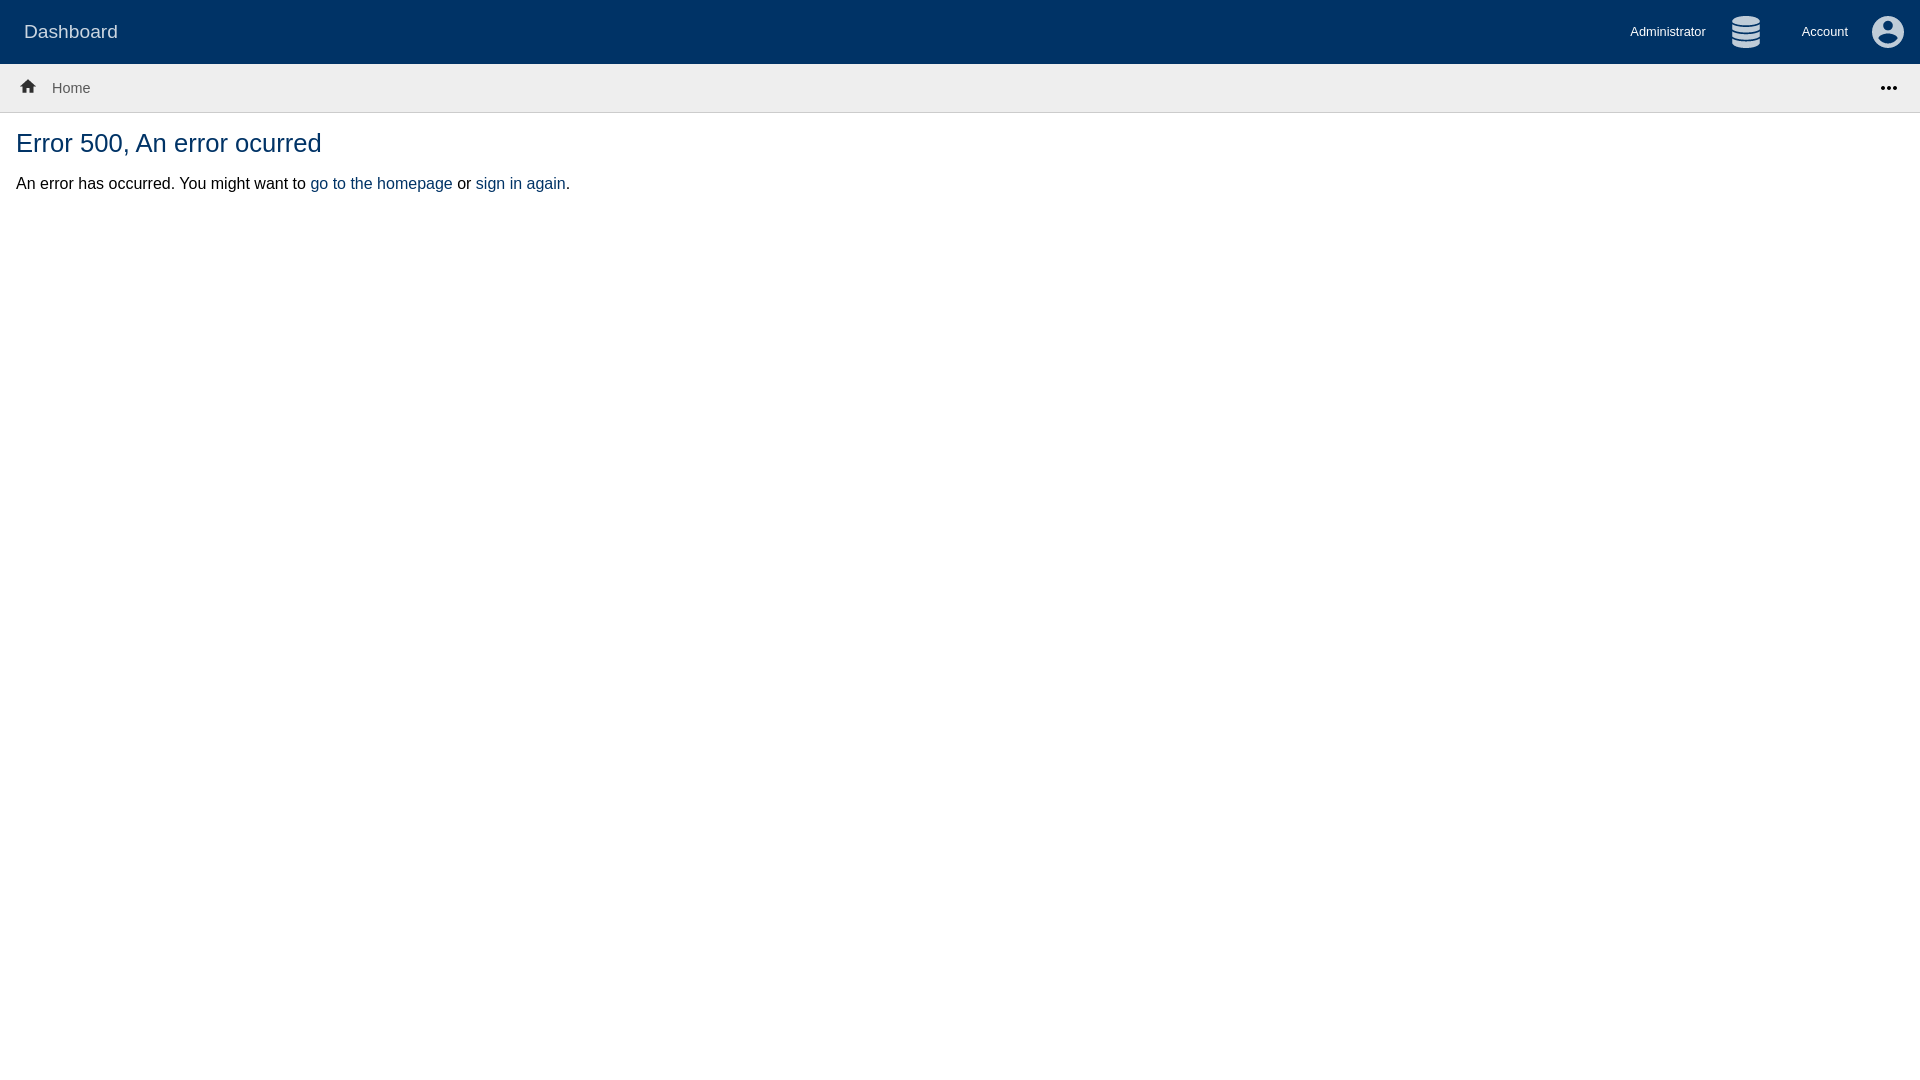 Dashboard
Administrator
Account
Home
Error 500, An error ocurred
An error has occurred. You might want to go to the homepage or sign in again.